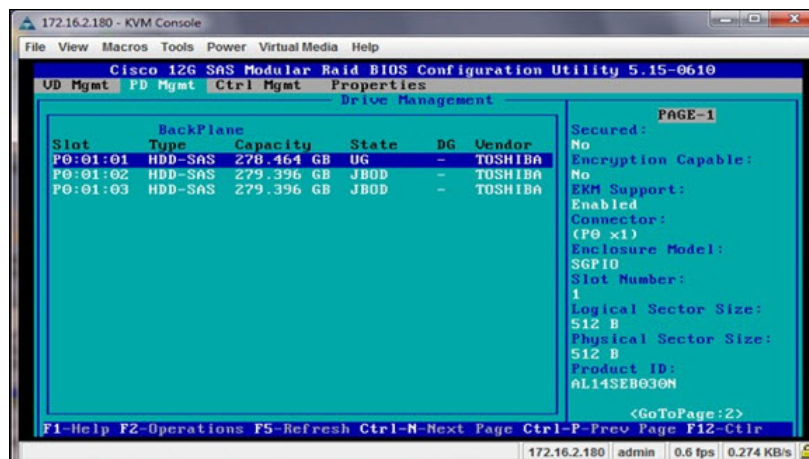 172.16.2.180 - KVM Console
File View Macros Tools Power Virtual Media Help
Cisco 12G SAS Modular Raid BIOS Configuration Utility 5.15-0610
VD Mgmt PD Mgmt Ctrl Mgmt Properties
Drive Management
BackPlane
Slot Type Capacity State DG Vendor
P0:01:01 HDD-SAS 278.464 GB UG - TOSHIBA
P0:01:02 HDD-SAS 279.396 GB JBOD - TOSHIBA
P0:01:03 HDD-SAS 279.396 GB JBOD - TOSHIBA
PAGE-1
Secured:
No
Encryption Capable:
No
EKM Support:
Enabled
Connector:
(P0 x1)
Enclosure Model:
SGPIO
Slot Number:
1
Logical Sector Size:
512 B
Physical Sector Size:
512 B
Product ID:
AL14SEB030N
<GoToPage:2>
F1-Help F2-Operations F5-Refresh Ctrl-N-Next Page Ctrl-P-Prev Page F12-Ctlr
172.16.2.180 admin 0.6 fps 0.274 KB/s